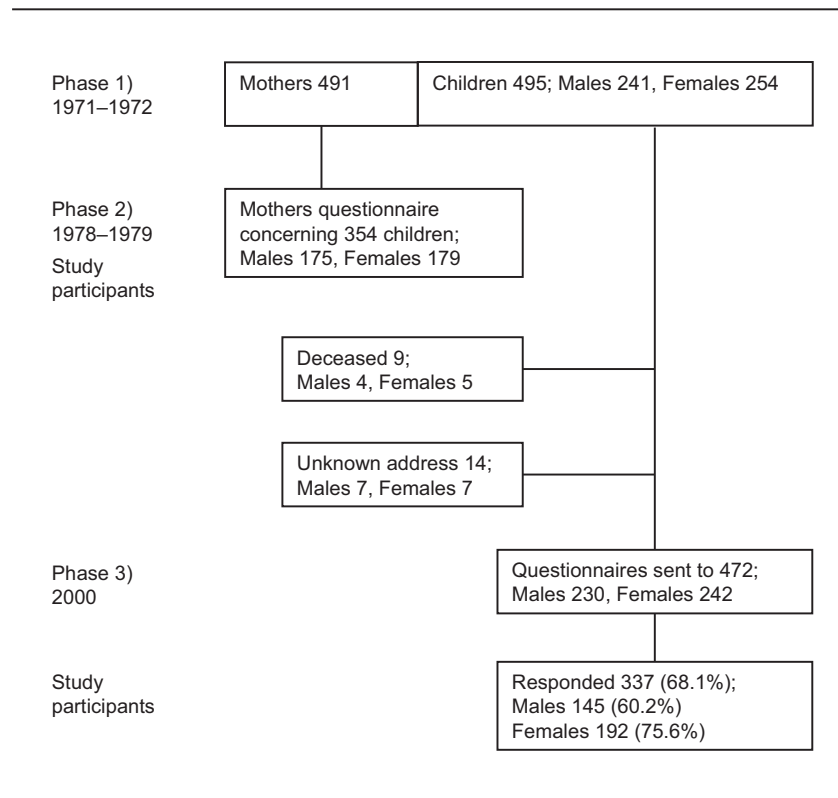 Phase 1)
1971–1972
Mothers 491
Children 495; Males 241, Females 254
Phase 2)
1978–1979
Study
participants
Mothers questionnaire
concerning 354 children;
Males 175, Females 179
Deceased 9;
Males 4, Females 5
Unknown address 14;
Males 7, Females 7
Phase 3)
2000
Questionnaires sent to 472;
Males 230, Females 242
Study
participants
Responded 337 (68.1%);
Males 145 (60.2%)
Females 192 (75.6%)